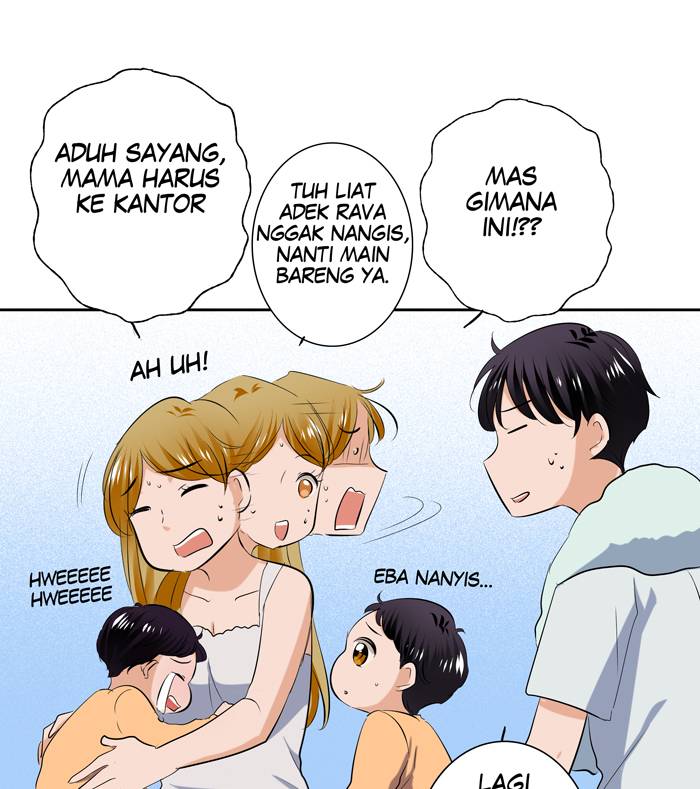 ADUH SAYANG,
MAMA HARUS
KE KANTOR
TUH LIAT
ADEK RAVA
NGGAK NANGIS,
NANTI MAIN
BARENG YA.
MAS
GIMANA
INI!??
AH UH!
HWEEEEE
HWEEEEE
EBA NANYIS...
LAGI